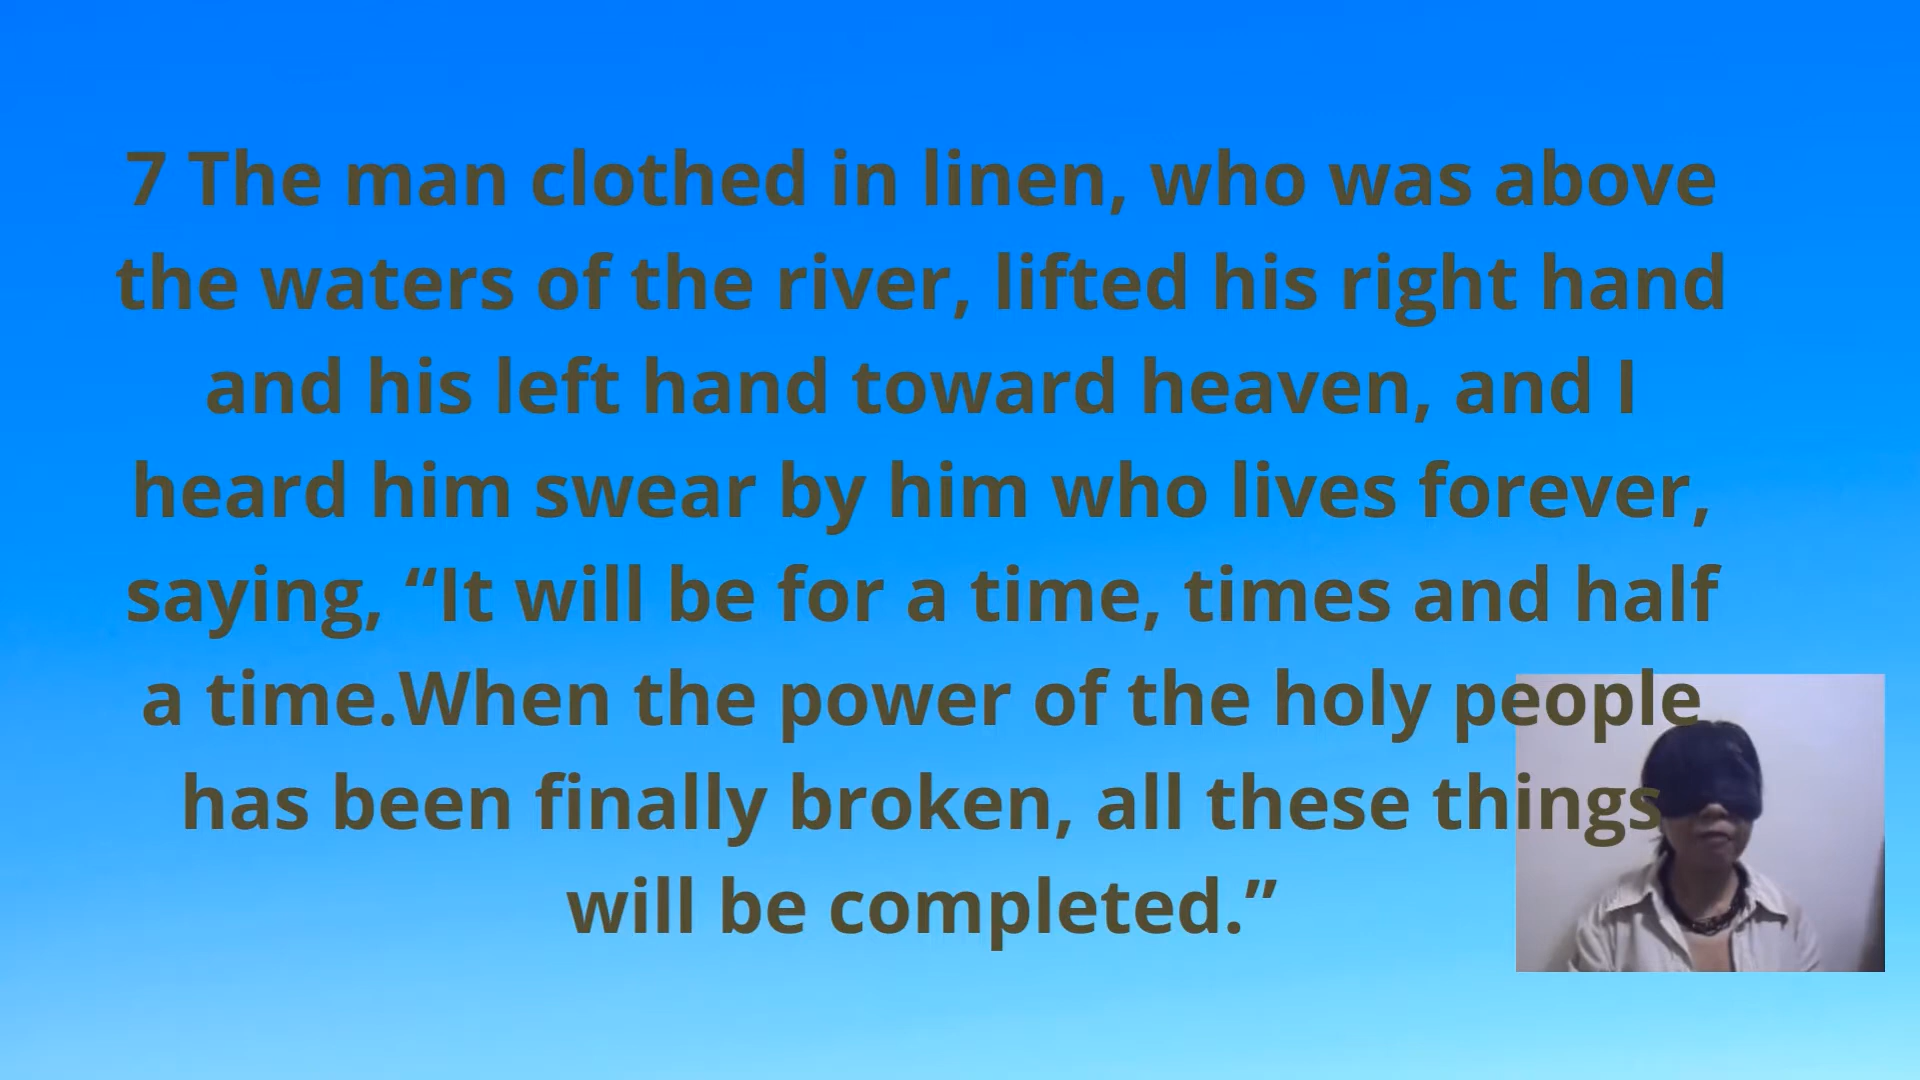 7 The man clothed in linen, who was above
the waters of the river, lifted his right hand
and his left hand toward heaven, and I
heard him swear by him who lives forever,
saying, “It will be for a time, times and half
a time.When the power of the holy people
has been finally broken, all these things
will be completed.”